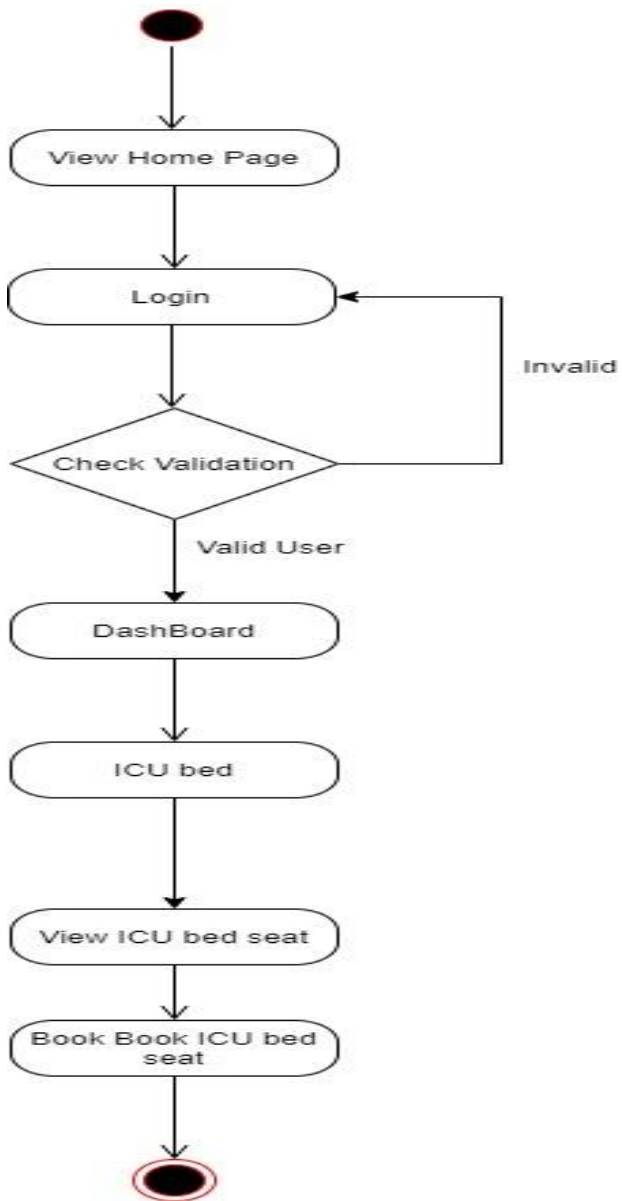 View Home Page
Login
Invalid
Check Validation
Valid User
DashBoard
ICU bed
View ICU bed seat
Book Book ICU bed
seat